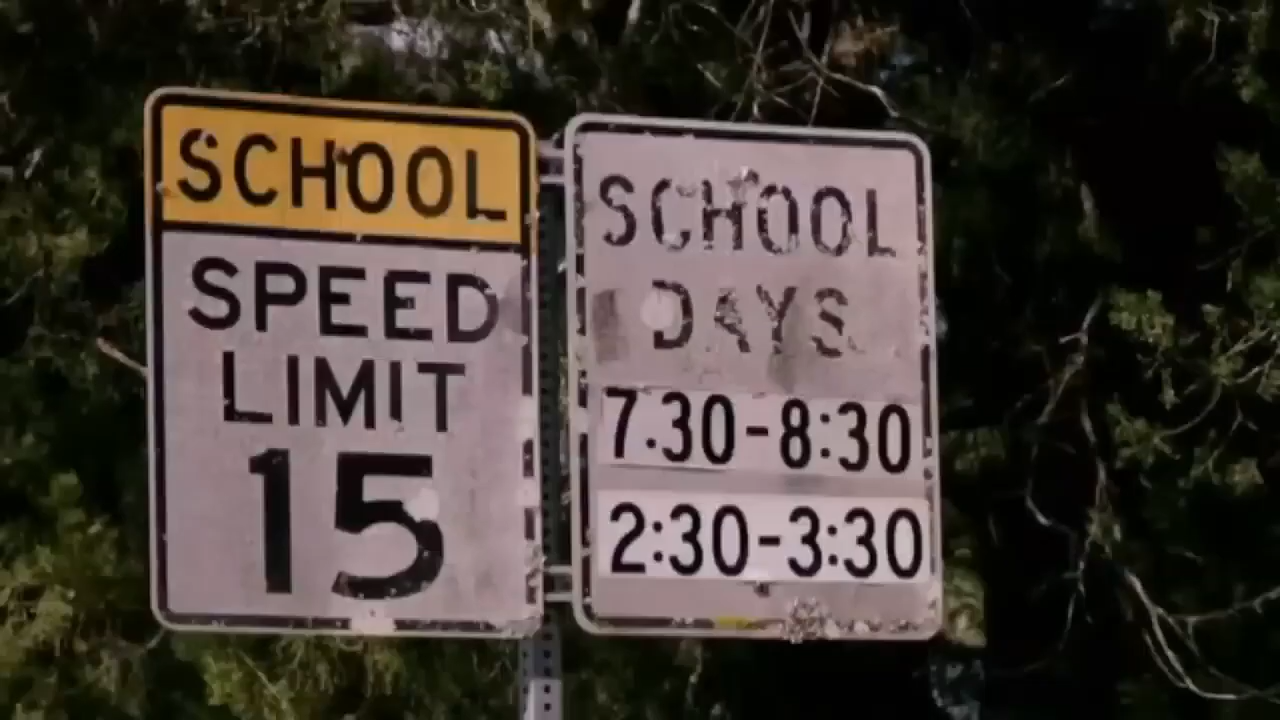 SCHOOL
SPEED
LIMIT
15
SCHOOL
DAYS
7.30-8:30
2:30-3:30